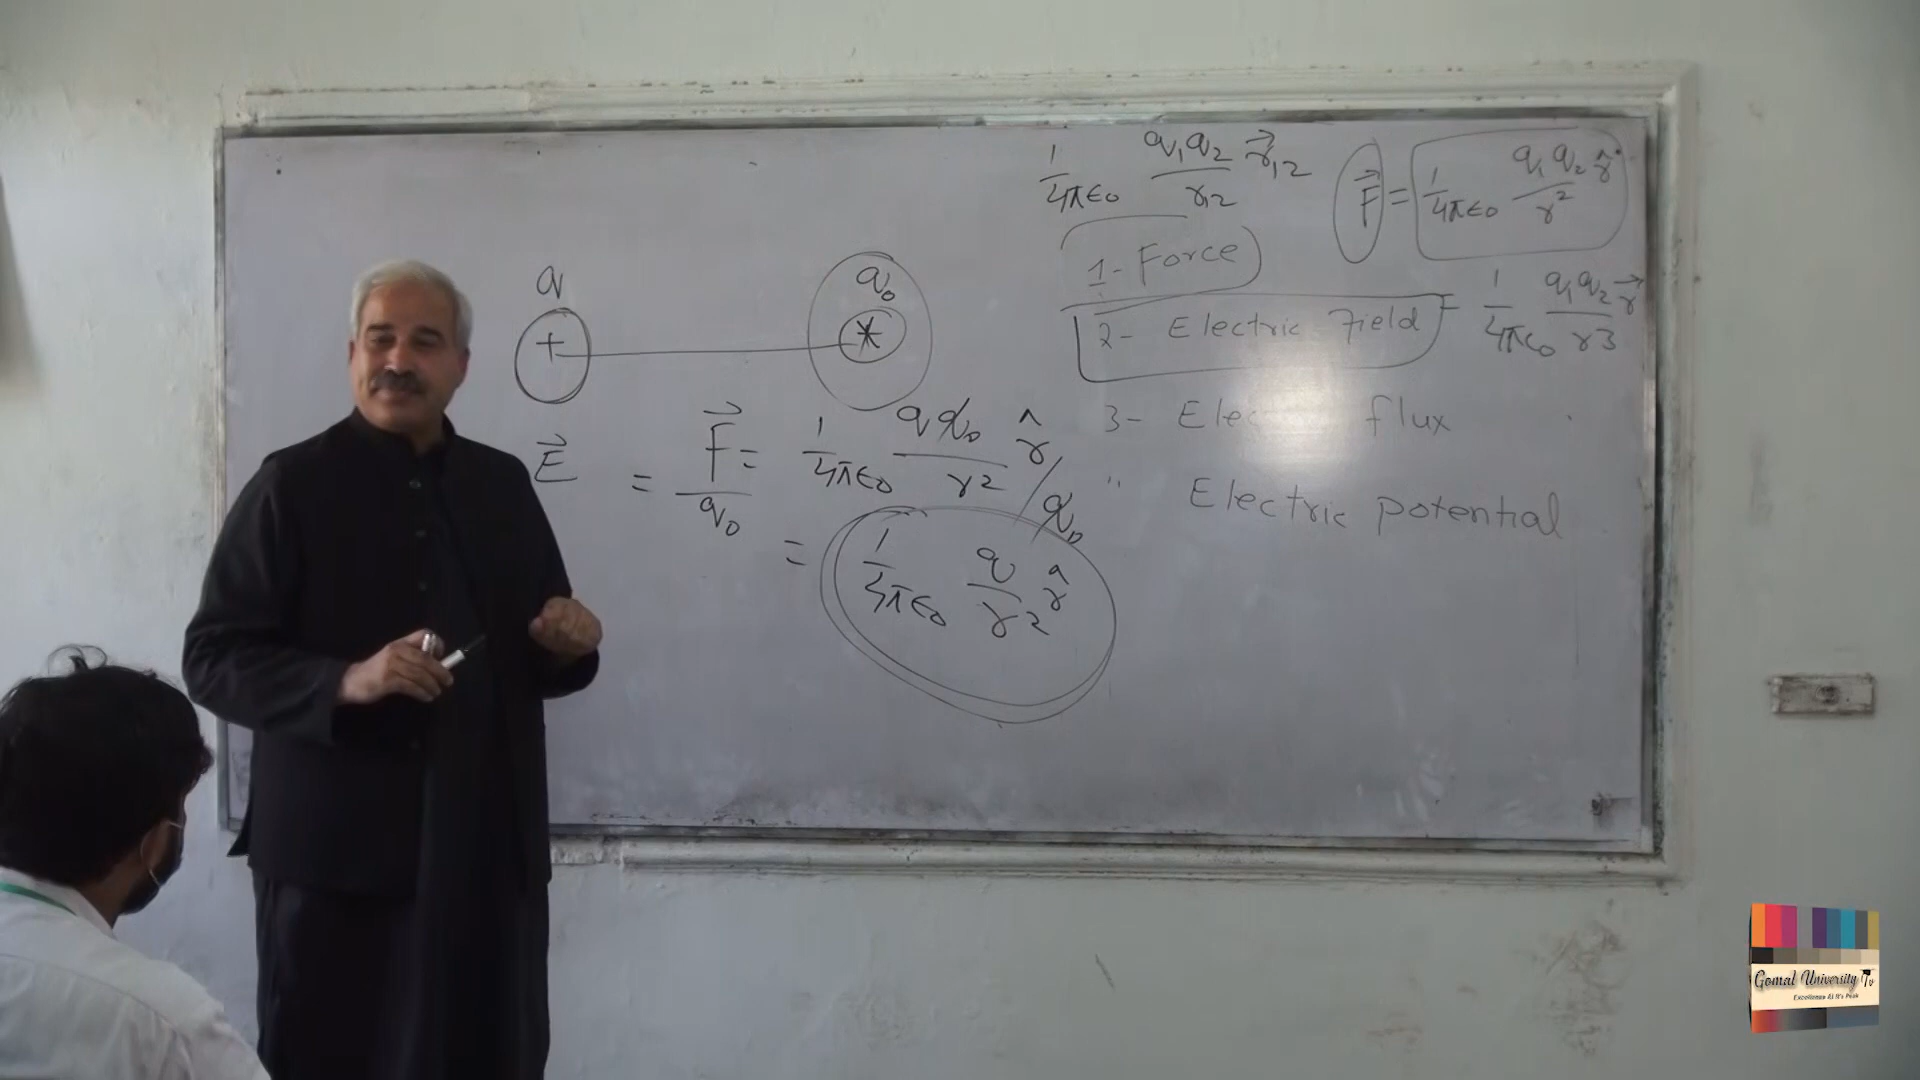 1/4πε0 q1q2/r12 r⃗12
F⃗ = 1/4πε0 q1q2/r² r̂
1- Force
= 1/4πε0 q1q2/r3 r⃗
2- Electric Field
3- Ele flux
" Electric potential
q q0
+
E⃗ = F⃗/q0 = 1/4πε0 qq0/r2 r̂ / q0
= 1/4πε0 q/r2 r̂
Gomal University Tv
Excellence At It's Peak